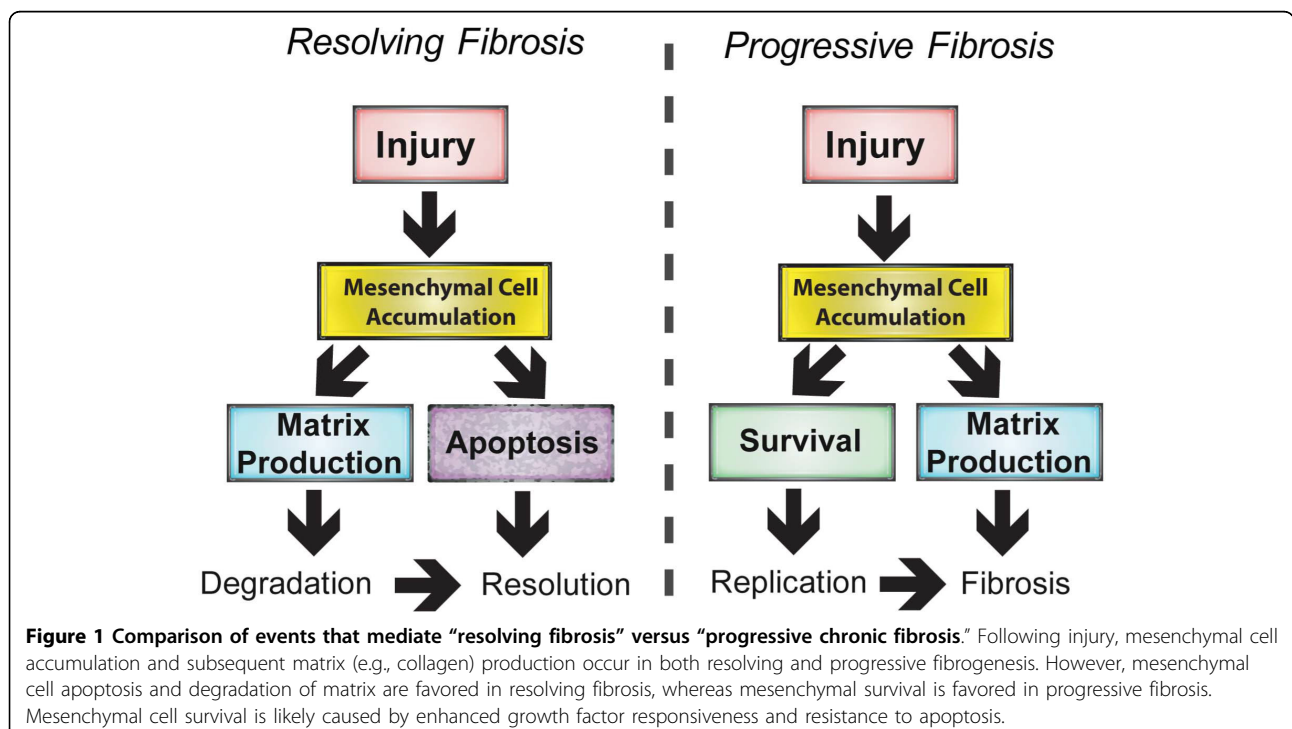 Resolving Fibrosis
Injury
Mesenchymal Cell
Accumulation
Matrix
Production
Apoptosis
Degradation
Resolution
Progressive Fibrosis
Injury
Mesenchymal Cell
Accumulation
Survival
Matrix
Production
Replication
Fibrosis
Figure 1 Comparison of events that mediate “resolving fibrosis” versus “progressive chronic fibrosis.” Following injury, mesenchymal cell
accumulation and subsequent matrix (e.g., collagen) production occur in both resolving and progressive fibrogenesis. However, mesenchymal
cell apoptosis and degradation of matrix are favored in resolving fibrosis, whereas mesenchymal survival is favored in progressive fibrosis.
Mesenchymal cell survival is likely caused by enhanced growth factor responsiveness and resistance to apoptosis.